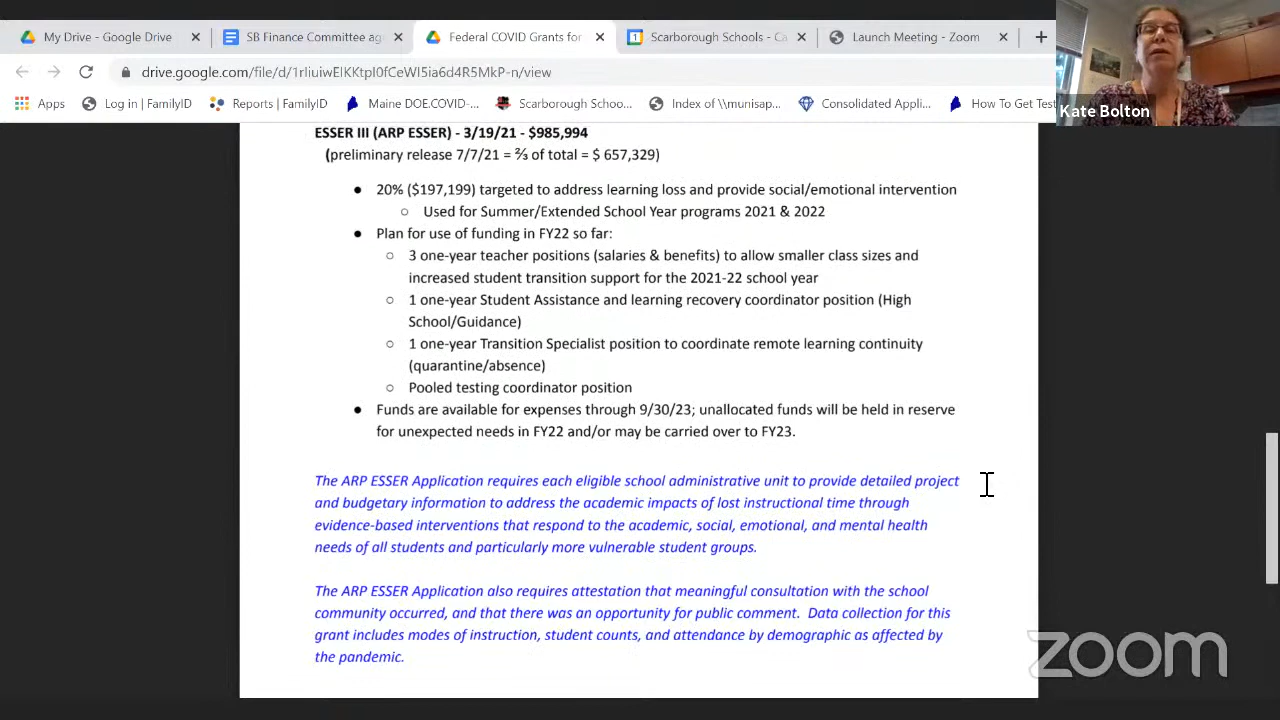 My Drive - Google Drive
SB Finance Committee ag
Federal COVID Grants for
Scarborough Schools - Ca
Launch Meeting - Zoom
Apps
Log in | FamilyID
Reports | FamilyID
Maine DOE.COVID-...
Scarborough Schoo...
Index of \\munisap...
Consolidated Appli...
How To Get Test
Kate Bolton
ESSER III (ARP ESSER) - 3/19/21 - $985,994
(preliminary release 7/7/21 = ⅔ of total = $ 657,329)
● 20% ($197,199) targeted to address learning loss and provide social/emotional intervention
○ Used for Summer/Extended School Year programs 2021 & 2022
● Plan for use of funding in FY22 so far:
○ 3 one-year teacher positions (salaries & benefits) to allow smaller class sizes and
increased student transition support for the 2021-22 school year
○ 1 one-year Student Assistance and learning recovery coordinator position (High
School/Guidance)
○ 1 one-year Transition Specialist position to coordinate remote learning continuity
(quarantine/absence)
○ Pooled testing coordinator position
● Funds are available for expenses through 9/30/23; unallocated funds will be held in reserve
for unexpected needs in FY22 and/or may be carried over to FY23.
The ARP ESSER Application requires each eligible school administrative unit to provide detailed project
and budgetary information to address the academic impacts of lost instructional time through
evidence-based interventions that respond to the academic, social, emotional, and mental health
needs of all students and particularly more vulnerable student groups.
The ARP ESSER Application also requires attestation that meaningful consultation with the school
community occurred, and that there was an opportunity for public comment.  Data collection for this
grant includes modes of instruction, student counts, and attendance by demographic as affected by
the pandemic.
zoom